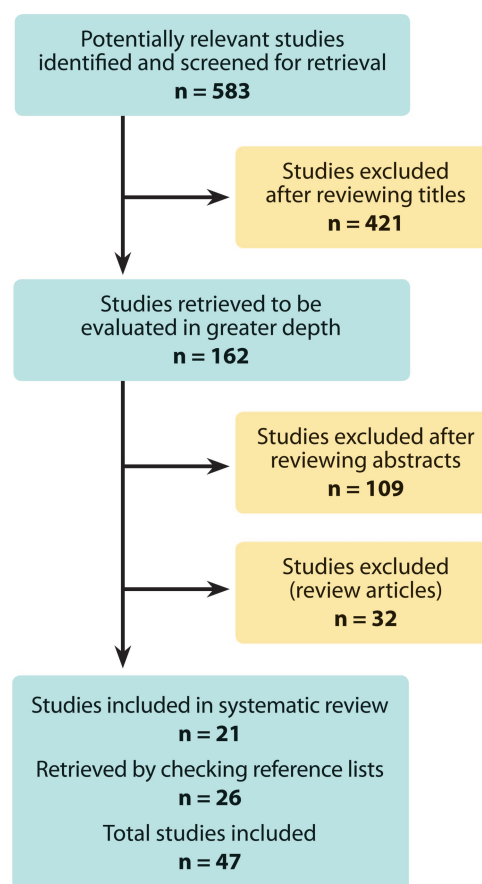 Potentially relevant studies
identified and screened for retrieval
n = 583
Studies excluded
after reviewing titles
n = 421
Studies retrieved to be
evaluated in greater depth
n = 162
Studies excluded after
reviewing abstracts
n = 109
Studies excluded
(review articles)
n = 32
Studies included in systematic review
n = 21
Retrieved by checking reference lists
n = 26
Total studies included
n = 47